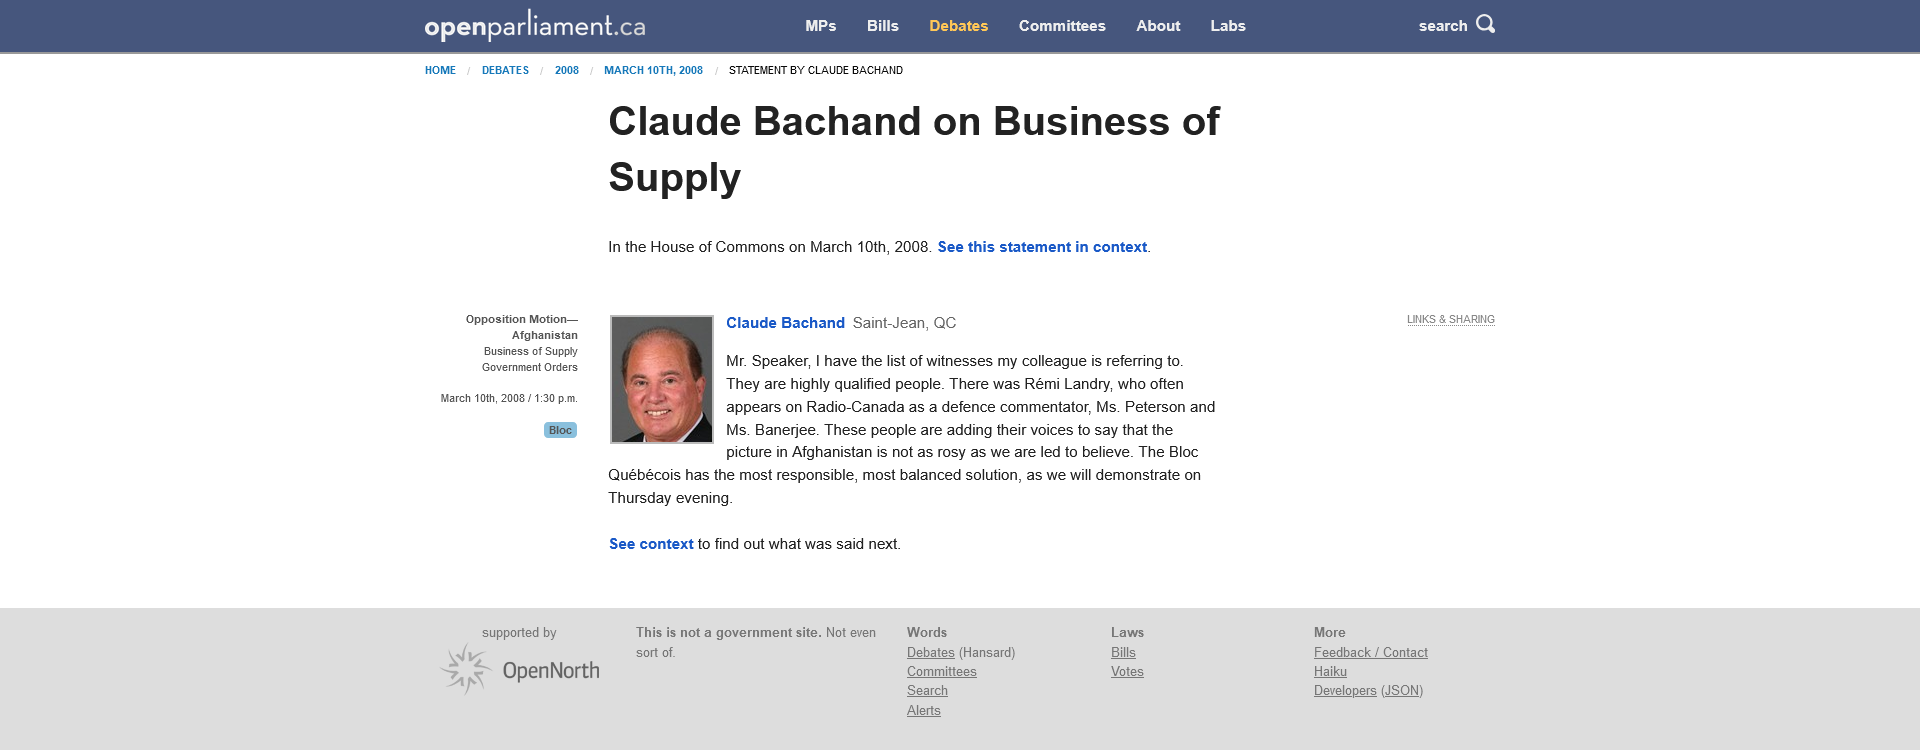 openparliament.ca
MPs Bills Debates Committees About Labs search
HOME / DEBATES / 2008 / MARCH 10TH, 2008 / STATEMENT BY CLAUDE BACHAND
Claude Bachand on Business of
Supply
In the House of Commons on March 10th, 2008. See this statement in context.
Opposition Motion—
Afghanistan
Business of Supply
Government Orders
March 10th, 2008 / 1:30 p.m.
Bloc
Claude Bachand Saint-Jean, QC
LINKS & SHARING
Mr. Speaker, I have the list of witnesses my colleague is referring to.
They are highly qualified people. There was Rémi Landry, who often
appears on Radio-Canada as a defence commentator, Ms. Peterson and
Ms. Banerjee. These people are adding their voices to say that the
picture in Afghanistan is not as rosy as we are led to believe. The Bloc
Québécois has the most responsible, most balanced solution, as we will demonstrate on
Thursday evening.
See context to find out what was said next.
supported by
OpenNorth
This is not a government site. Not even
sort of.
Words
Debates (Hansard)
Committees
Search
Alerts
Laws
Bills
Votes
More
Feedback / Contact
Haiku
Developers (JSON)